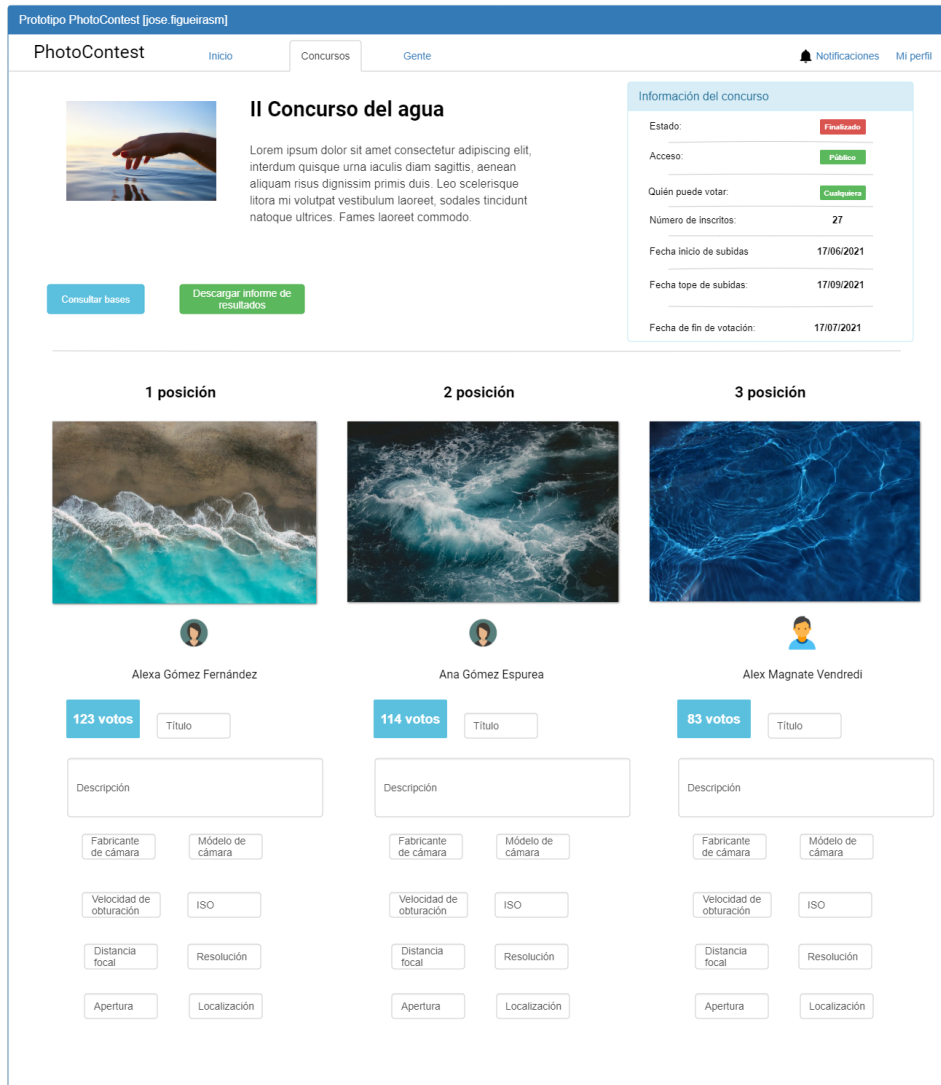 Prototipo PhotoContest [jose.figueirasm]
PhotoContest
Inicio
Concursos
Gente
Notificaciones
Mi perfil
II Concurso del agua
Lorem ipsum dolor sit amet consectetur adipiscing elit,
interdum quisque urna iaculis diam sagittis, aenean
aliquam risus dignissim primis duis. Leo scelerisque
litora mi volutpat vestibulum laoreet, sodales tincidunt
natoque ultrices. Fames laoreet commodo.
Consultar bases
Descargar informe de
resultados
Información del concurso
Estado: Finalizado
Acceso: Público
Quién puede votar: Cualquiera
Número de inscritos: 27
Fecha inicio de subidas 17/06/2021
Fecha tope de subidas: 17/09/2021
Fecha de fin de votación: 17/07/2021
1 posición
Alexa Gómez Fernández
123 votos
Título
Descripción
Fabricante
de cámara
Módelo de
cámara
Velocidad de
obturación
ISO
Distancia
focal
Resolución
Apertura
Localización
2 posición
Ana Gómez Espurea
114 votos
Título
Descripción
Fabricante
de cámara
Módelo de
cámara
Velocidad de
obturación
ISO
Distancia
focal
Resolución
Apertura
Localización
3 posición
Alex Magnate Vendredi
83 votos
Título
Descripción
Fabricante
de cámara
Módelo de
cámara
Velocidad de
obturación
ISO
Distancia
focal
Resolución
Apertura
Localización